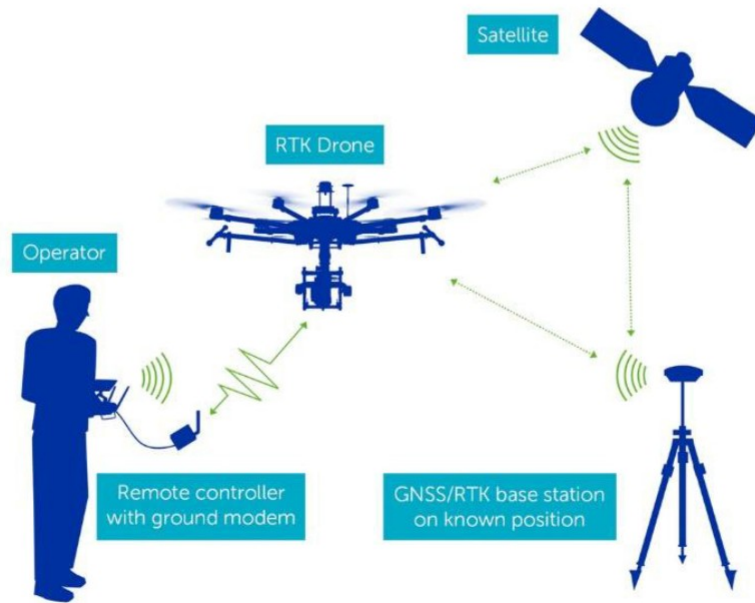 Satellite
RTK Drone
Operator
Remote controller
with ground modem
GNSS/RTK base station
on known position